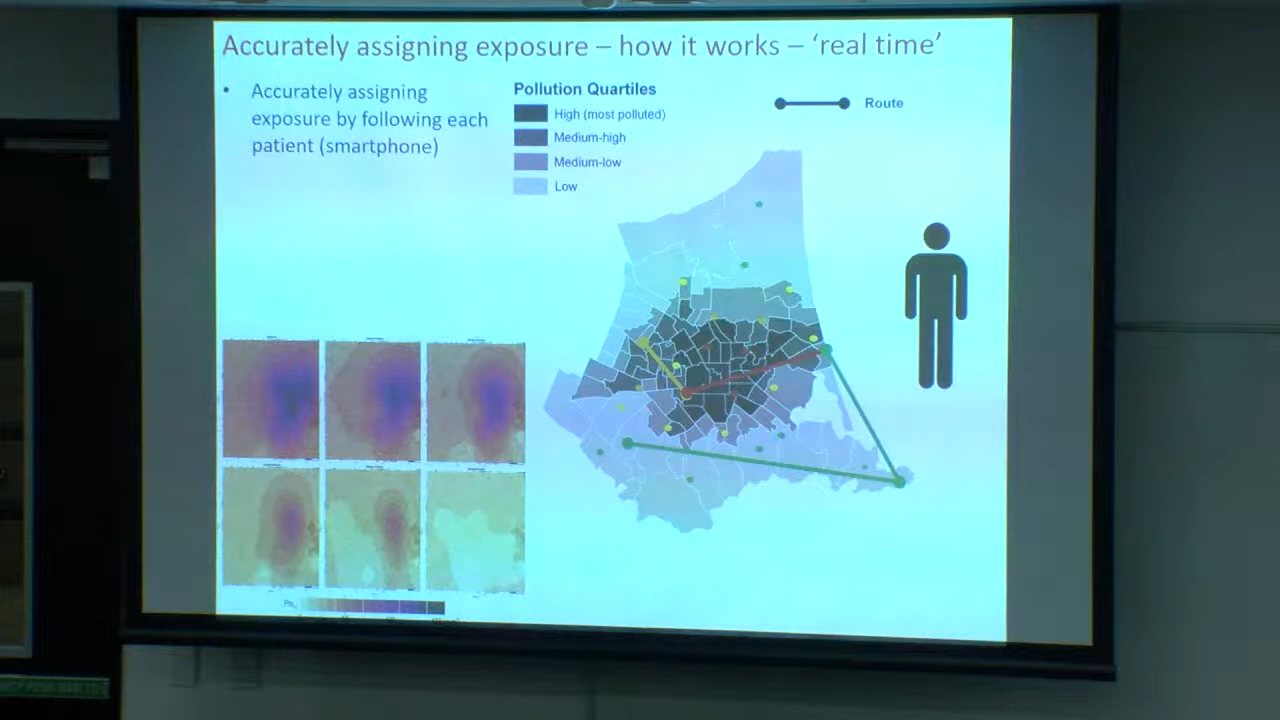 Accurately assigning exposure – how it works – ‘real time’
• Accurately assigning
exposure by following each
patient (smartphone)
Pollution Quartiles
High (most polluted)
Medium-high
Medium-low
Low
Route